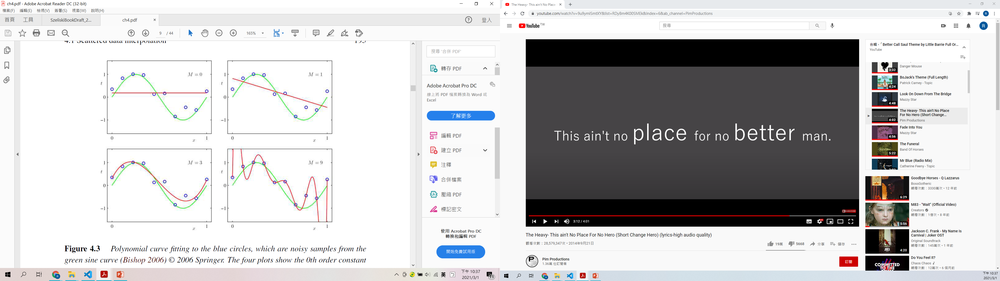 ch4.pdf - Adobe Acrobat Reader DC (32-bit)
檔案(F) 編輯(E) 檢視(V) 簽署(S) 視窗(W) 說明(H)
首頁 工具 SzeliskiBookDraft_2... ch4.pdf 登入
9 / 44 165%
4.1 Scattered data interpolation 195
1 M = 0
t
0
-1
0 x 1
1 M = 1
t
0
-1
0 x 1
1 M = 3
t
0
-1
0 x 1
1 M = 9
t
0
-1
0 x 1
Figure 4.3 Polynomial curve fitting to the blue circles, which are noisy samples from the
green sine curve (Bishop 2006) © 2006 Springer. The four plots show the 0th order constant
搜尋 '合併 PDF'
轉存 PDF
Adobe Acrobat Pro DC
線上將 PDF 檔案轉換為 Word 或
Excel
了解更多
編輯 PDF
建立 PDF
注釋
合併檔案
壓縮 PDF
標記密文
使用 Acrobat Pro DC
轉換和編輯 PDF
開始免費試用版
英
下午 10:37
2021/3/1
11
The Heavy- This ain't No Place
youtube.com/watch?v=9u9ymiSmtXY&list=RDyBm4K00SMEk&index=6&ab_channel=PimProductions
R
YouTube TW
搜尋
R
This ain't no place for no better man.
SUBSCRIBE
3:12 / 4:01
HD
The Heavy- This ain't No Place For No Hero (Short Change Hero) (lyrics-high audio quality)
觀看次數：28,579,347次 • 2014年9月21日
19萬 5668 分享 儲存
Pim Productions
1.36萬 位訂閱者
訂閱
合輯 -「Better Call Saul Theme by Little Barrie Full Or...
YouTube
3:32
Danger Mouse
BoJack's Theme (Full Length)
Patrick Carney - Topic
4:24
Look On Down From The Bridge
Mazzy Star
4:48
The Heavy- This ain't No Place
For No Hero (Short Change...
Pim Productions
4:02
Fade Into You
Mazzy Star
4:56
The Funeral
Band Of Horses
5:22
Mr Blue (Radio Mix)
Catherine Feeny - Topic
Goodbye Horses - Q Lazzarus
BossGotheric
觀看次數：3330萬次 • 12 年前
6:29
M83 - "Wait" (Official Video)
Creators
觀看次數：1億次 • 8 年前
5:56
Jackson C. Frank - My Name Is
Carnival | Joker OST
Original Soundtrack
觀看次數：145萬次 • 1 年前
4:20
JOKER
Do You Feel It?
Chaos Chaos
觀看次數：12萬次 • 6 個月前
COMMITTED
TO THE
下午 10:37
2021/3/1